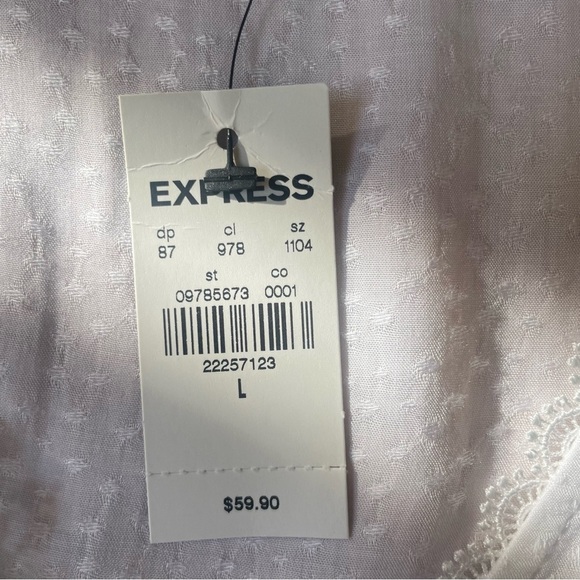 EXPRESS
dp cl sz
87 978 1104
st co
09785673 0001
22257123
L
$59.90